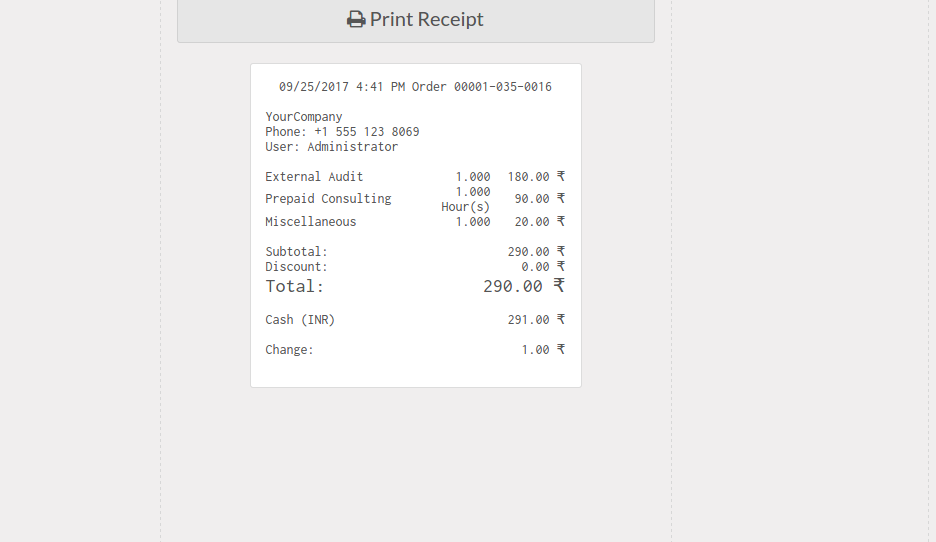 Print Receipt
09/25/2017 4:41 PM Order 00001-035-0016
YourCompany
Phone: +1 555 123 8069
User: Administrator
External Audit 1.000 180.00 ₹
Prepaid Consulting 1.000 Hour(s) 90.00 ₹
Miscellaneous 1.000 20.00 ₹
Subtotal: 290.00 ₹
Discount: 0.00 ₹
Total: 290.00 ₹
Cash (INR) 291.00 ₹
Change: 1.00 ₹